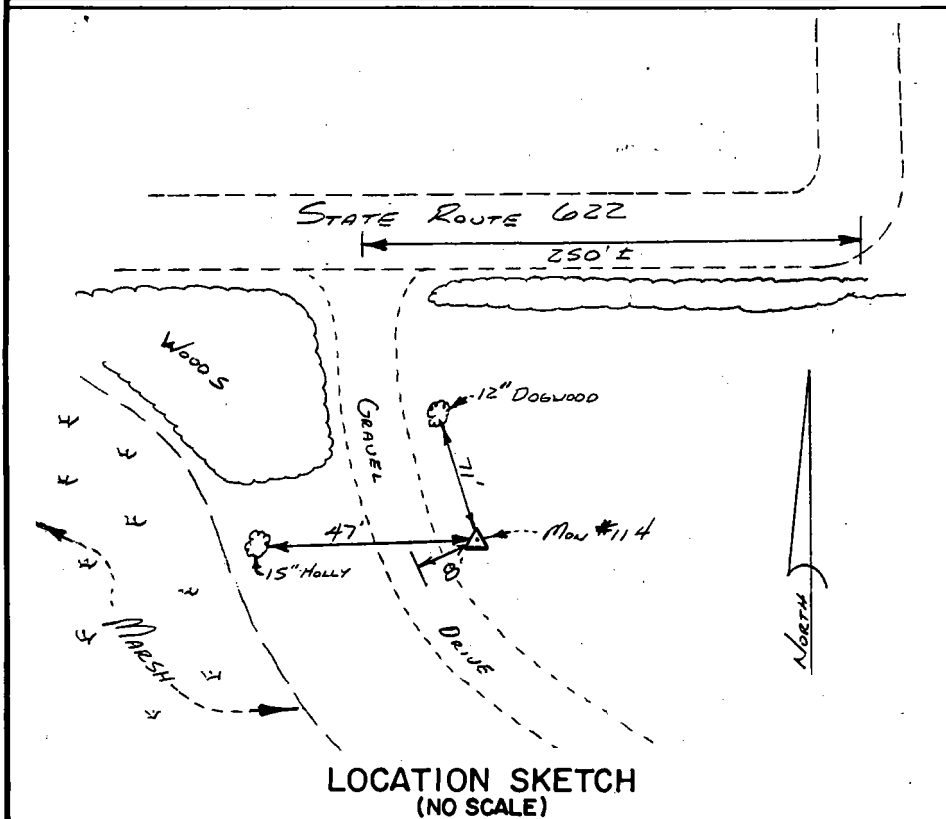 STATE ROUTE 622
250'±
WOODS
12" DOGWOOD
GRAVEL
71'
47'
MON #114
15" HOLLY
8'
MARSH
DRIVE
NORTH
LOCATION SKETCH
(NO SCALE)